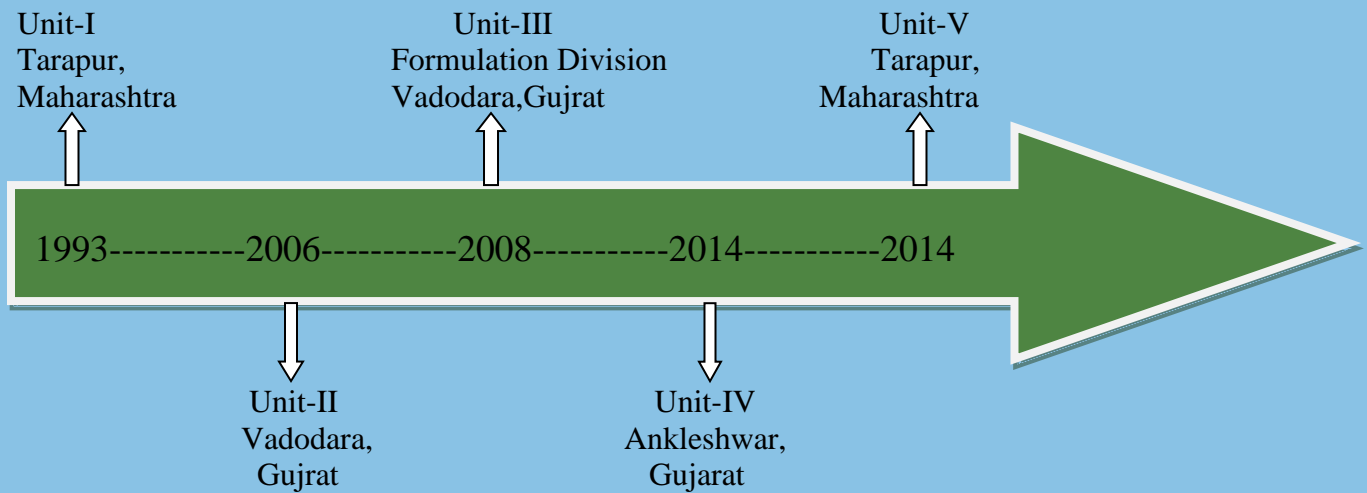 Unit-I
Tarapur,
Maharashtra
Unit-III
Formulation Division
Vadodara,Gujrat
Unit-V
Tarapur,
Maharashtra
1993-----------2006-----------2008-----------2014-----------2014
Unit-II
Vadodara,
Gujrat
Unit-IV
Ankleshwar,
Gujarat